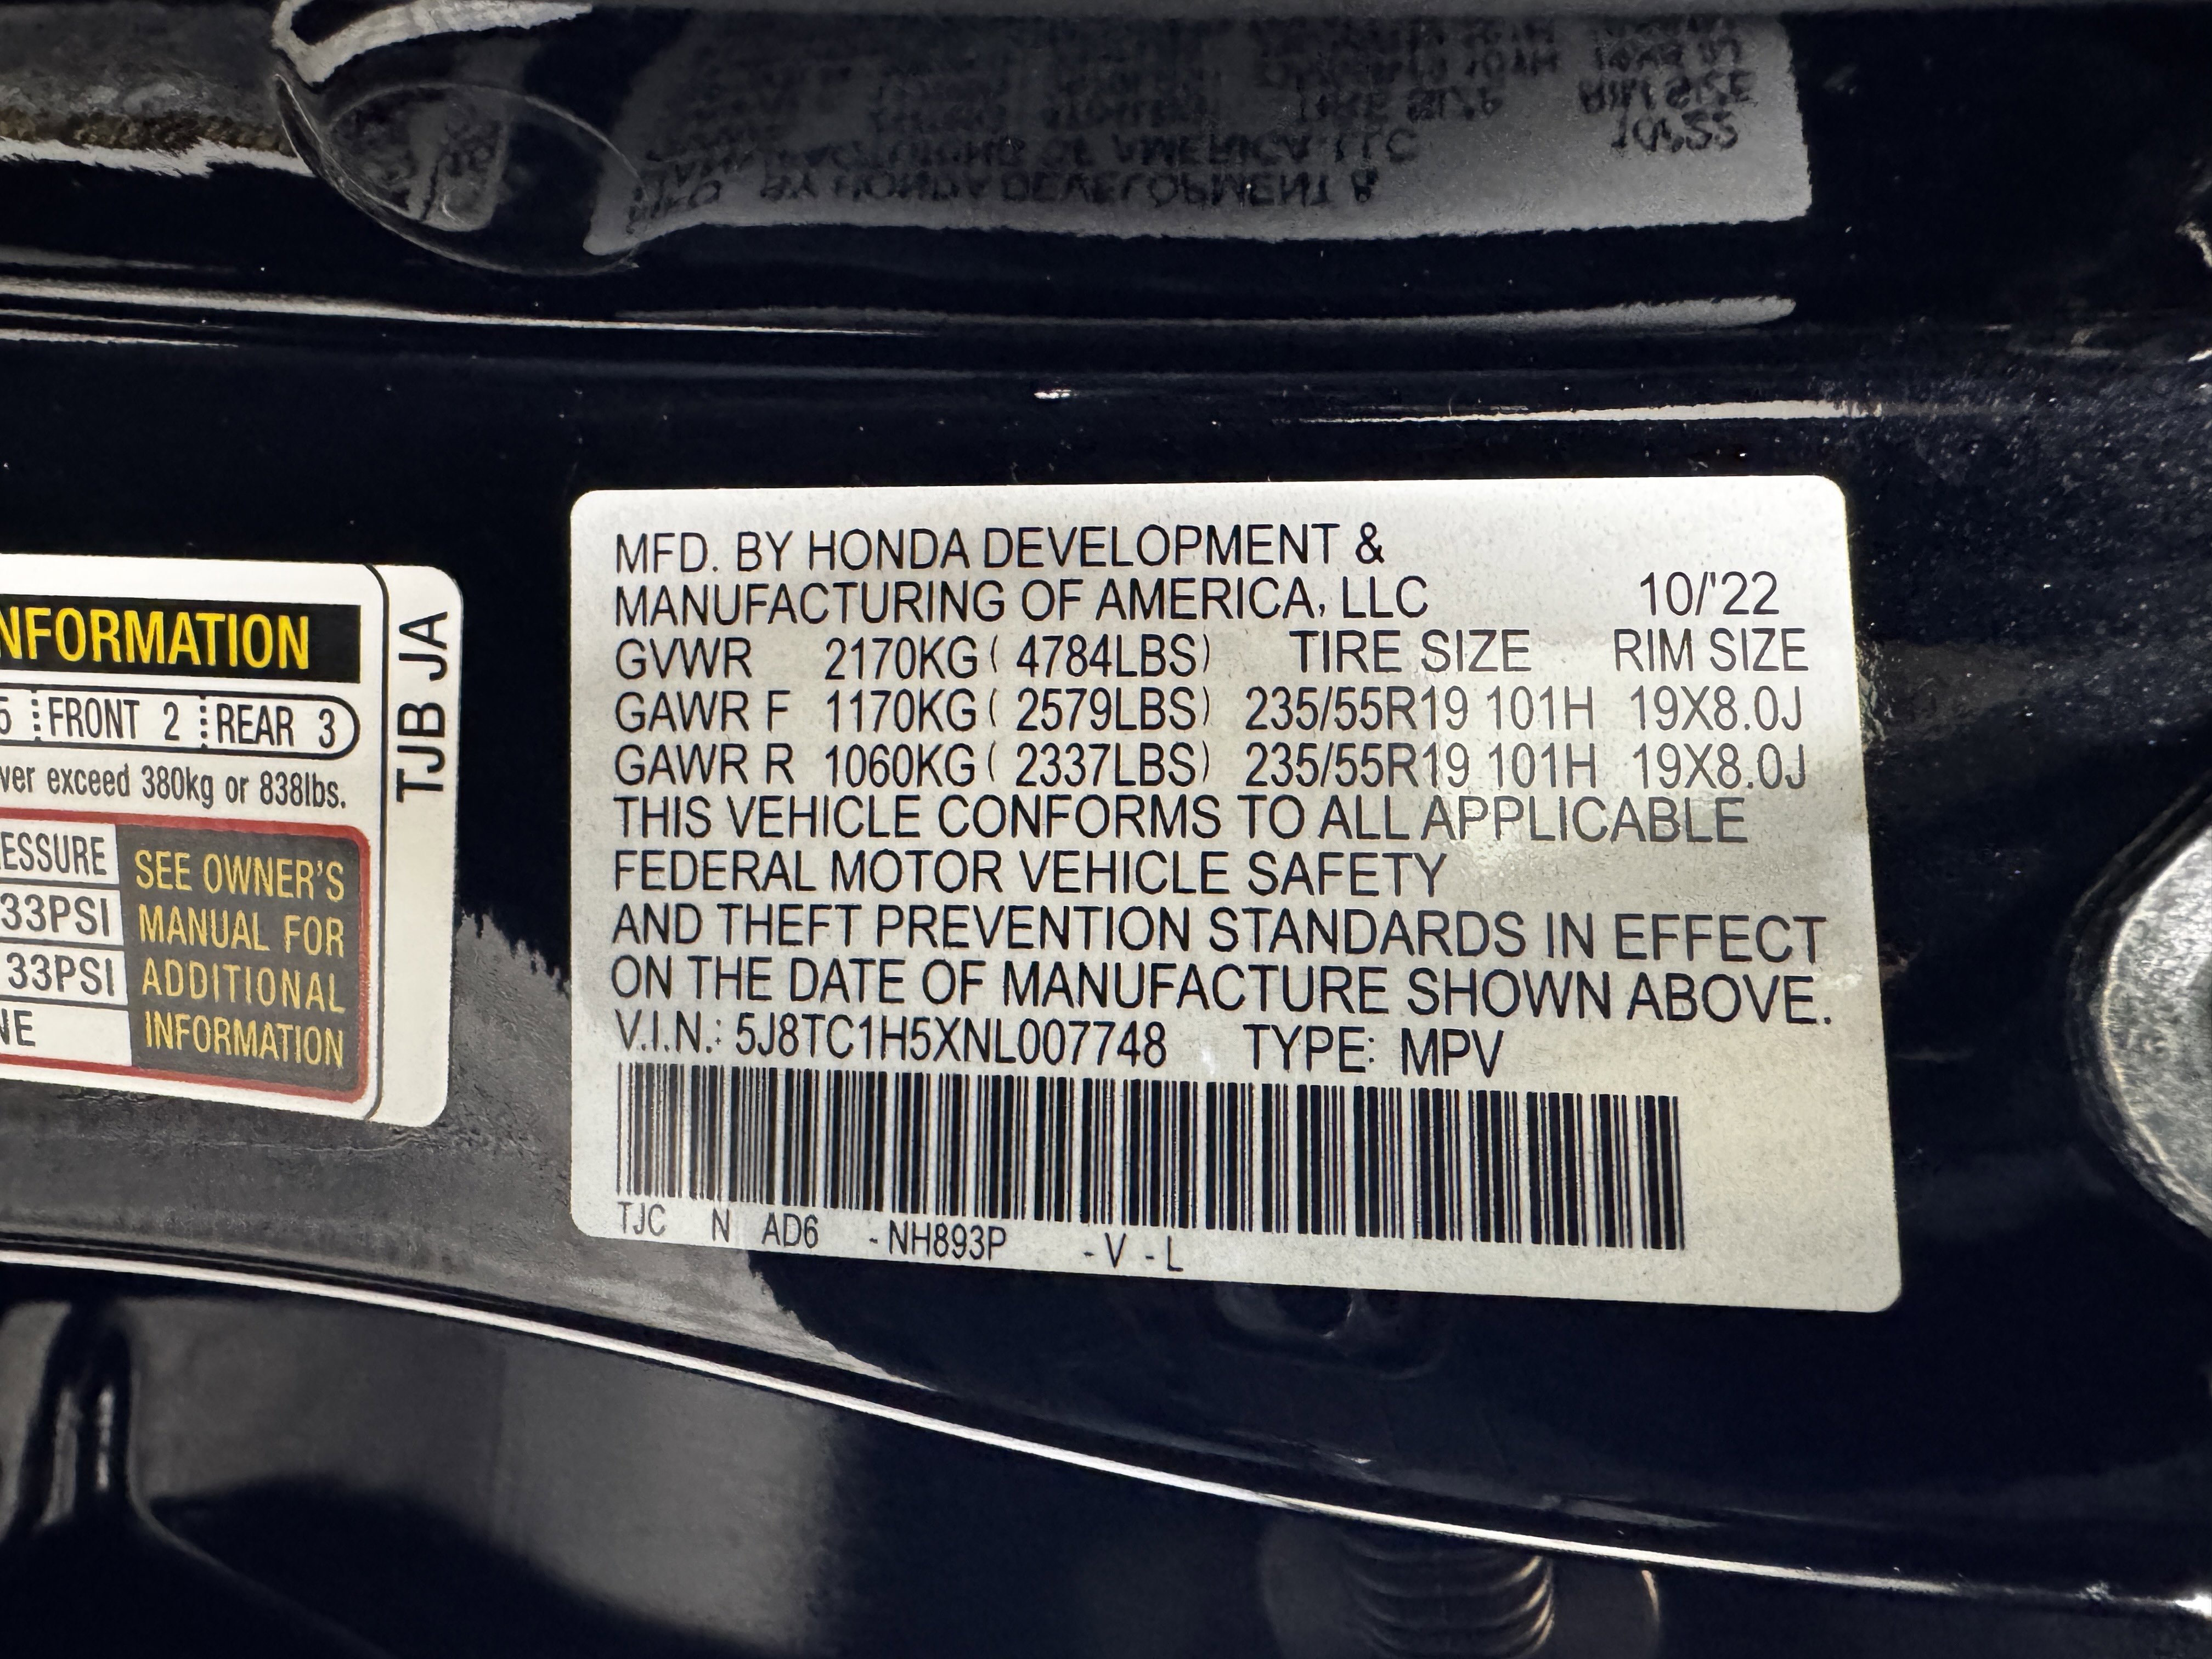 NFORMATION
5 FRONT 2 REAR 3
ver exceed 380kg or 838lbs.
ESSURE
33PSI
33PSI
NE
SEE OWNER'S
MANUAL FOR
ADDITIONAL
INFORMATION
TJB JA
MFD. BY HONDA DEVELOPMENT &
MANUFACTURING OF AMERICA, LLC 10/'22
GVWR 2170KG ( 4784LBS) TIRE SIZE RIM SIZE
GAWR F 1170KG ( 2579LBS) 235/55R19 101H 19X8.0J
GAWR R 1060KG ( 2337LBS) 235/55R19 101H 19X8.0J
THIS VEHICLE CONFORMS TO ALL APPLICABLE
FEDERAL MOTOR VEHICLE SAFETY
AND THEFT PREVENTION STANDARDS IN EFFECT
ON THE DATE OF MANUFACTURE SHOWN ABOVE.
V.I.N.: 5J8TC1H5XNL007748 TYPE: MPV
TJC N AD6 - NH893P - V - L